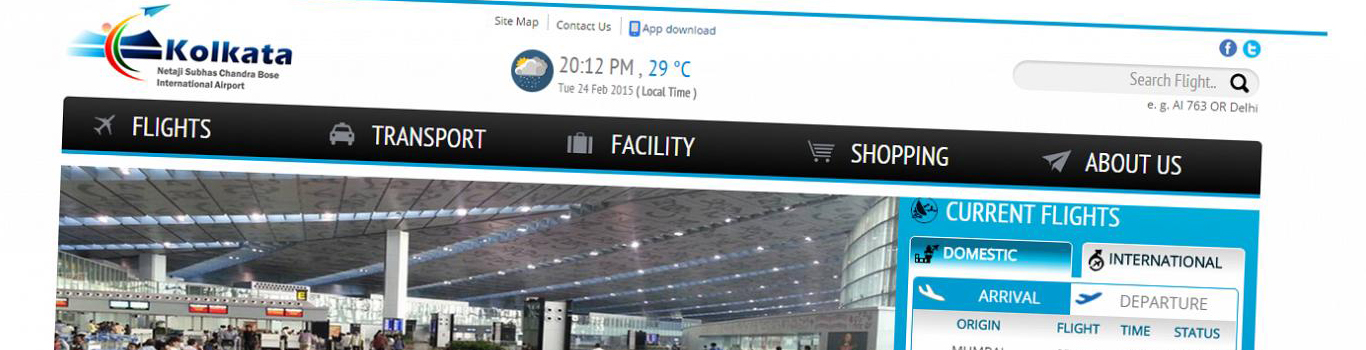 Site Map
Contact Us
App download
Kolkata
Netaji Subhas Chandra Bose
International Airport
20:12 PM , 29 °C
Tue 24 Feb 2015 ( Local Time )
Search Flight..
e. g. AI 763 OR Delhi
FLIGHTS
TRANSPORT
FACILITY
SHOPPING
ABOUT US
CURRENT FLIGHTS
DOMESTIC
INTERNATIONAL
ARRIVAL
DEPARTURE
ORIGIN FLIGHT TIME STATUS
E